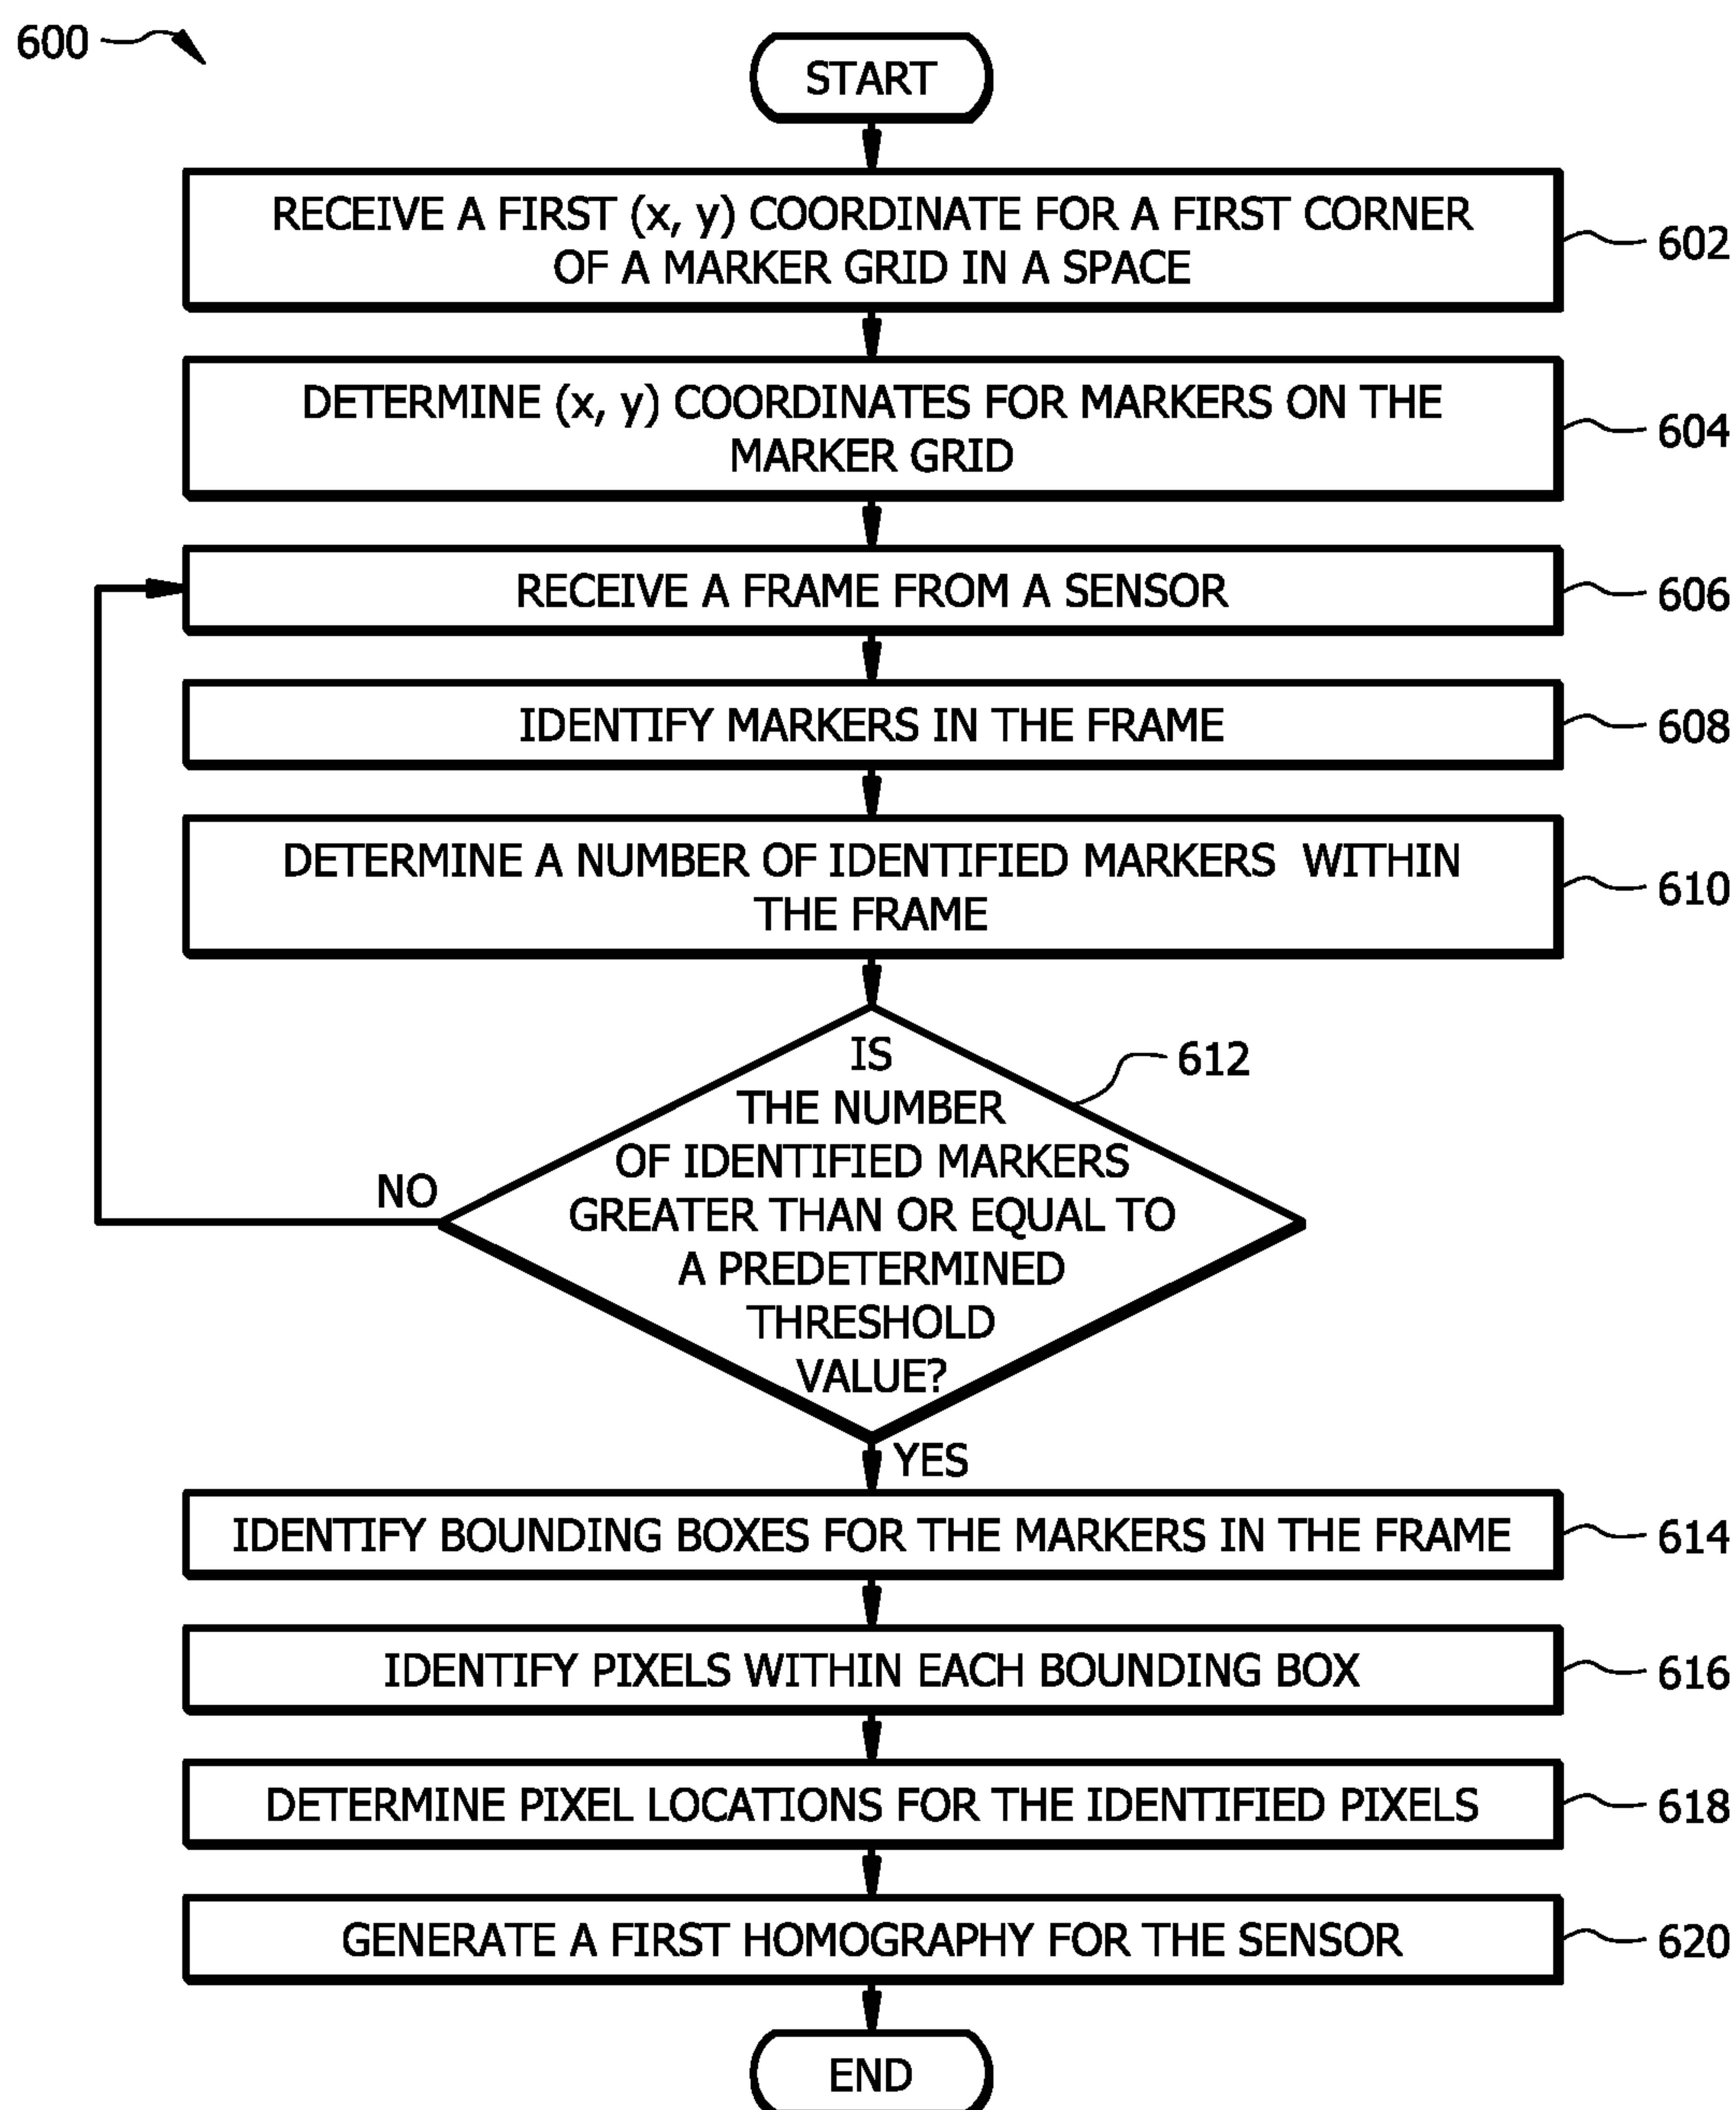 600
START
RECEIVE A FIRST (x, y) COORDINATE FOR A FIRST CORNER
OF A MARKER GRID IN A SPACE
602
DETERMINE (x, y) COORDINATES FOR MARKERS ON THE
MARKER GRID
604
RECEIVE A FRAME FROM A SENSOR
606
IDENTIFY MARKERS IN THE FRAME
608
DETERMINE A NUMBER OF IDENTIFIED MARKERS WITHIN
THE FRAME
610
IS
THE NUMBER
OF IDENTIFIED MARKERS
GREATER THAN OR EQUAL TO
A PREDETERMINED
THRESHOLD
VALUE?
612
NO
YES
IDENTIFY BOUNDING BOXES FOR THE MARKERS IN THE FRAME
614
IDENTIFY PIXELS WITHIN EACH BOUNDING BOX
616
DETERMINE PIXEL LOCATIONS FOR THE IDENTIFIED PIXELS
618
GENERATE A FIRST HOMOGRAPHY FOR THE SENSOR
620
END